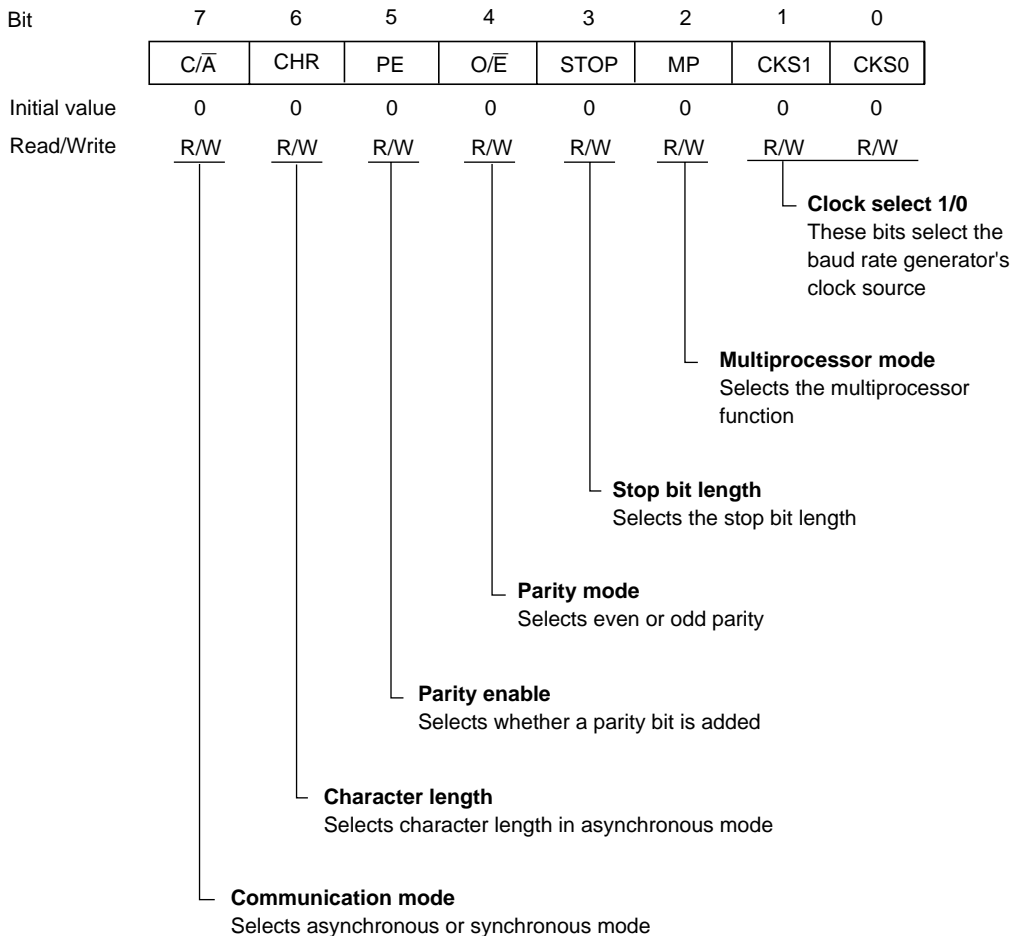 Bit 7 6 5 4 3 2 1 0
C/A̅ CHR PE O/E̅ STOP MP CKS1 CKS0
Initial value 0 0 0 0 0 0 0 0
Read/Write R/W R/W R/W R/W R/W R/W R/W R/W
Clock select 1/0
These bits select the
baud rate generator's
clock source
Multiprocessor mode
Selects the multiprocessor
function
Stop bit length
Selects the stop bit length
Parity mode
Selects even or odd parity
Parity enable
Selects whether a parity bit is added
Character length
Selects character length in asynchronous mode
Communication mode
Selects asynchronous or synchronous mode